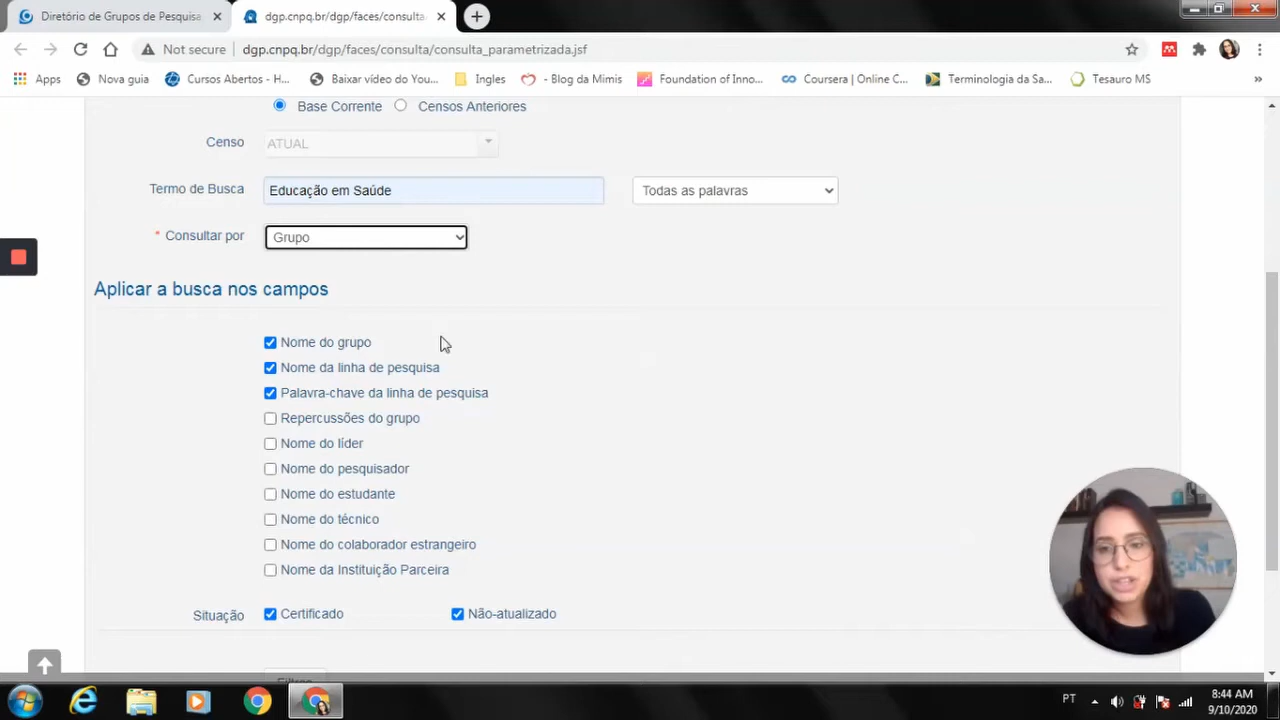 Diretório de Grupos de Pesquisa
dgp.cnpq.br/dgp/faces/consulta
Not secure
dgp.cnpq.br/dgp/faces/consulta/consulta_parametrizada.jsf
Apps
Nova guia
Cursos Abertos - H...
Baixar vídeo do You...
Ingles
- Blog da Mimis
Foundation of Inno...
Coursera | Online C...
Terminologia da Sa...
Tesauro MS
»
Base Corrente
Censos Anteriores
Censo
ATUAL
Termo de Busca
Educação em Saúde
Todas as palavras
* Consultar por
Grupo
Aplicar a busca nos campos
Nome do grupo
Nome da linha de pesquisa
Palavra-chave da linha de pesquisa
Repercussões do grupo
Nome do líder
Nome do pesquisador
Nome do estudante
Nome do técnico
Nome do colaborador estrangeiro
Nome da Instituição Parceira
Situação
Certificado
Não-atualizado
PT
8:44 AM
9/10/2020